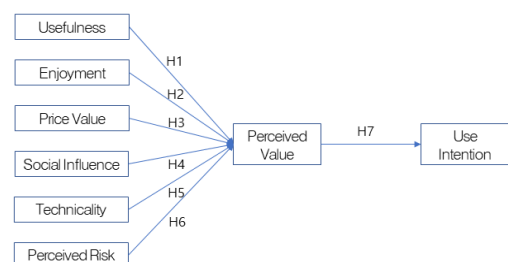 Usefulness
H1
Enjoyment
H2
Price Value
H3
Perceived
Value
H7
Use
Intention
Social Influence
H4
Technicality
H5
H6
Perceived Risk